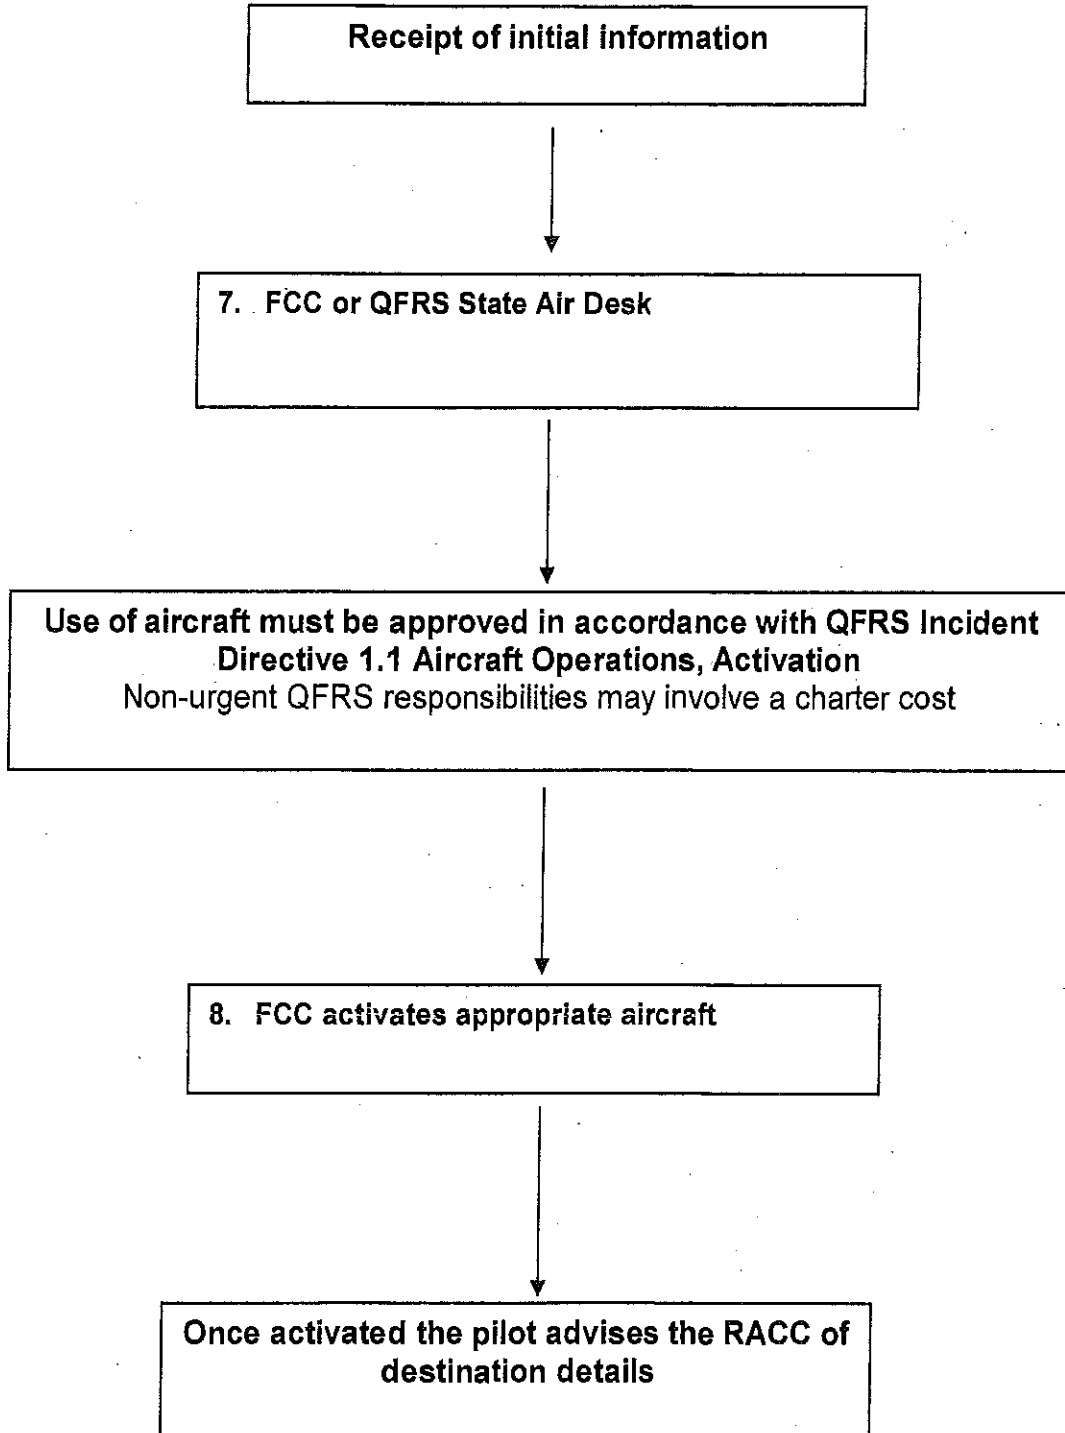 Receipt of initial information
7. FCC or QFRS State Air Desk
Use of aircraft must be approved in accordance with QFRS Incident
Directive 1.1 Aircraft Operations, Activation
Non-urgent QFRS responsibilities may involve a charter cost
8. FCC activates appropriate aircraft
Once activated the pilot advises the RACC of
destination details